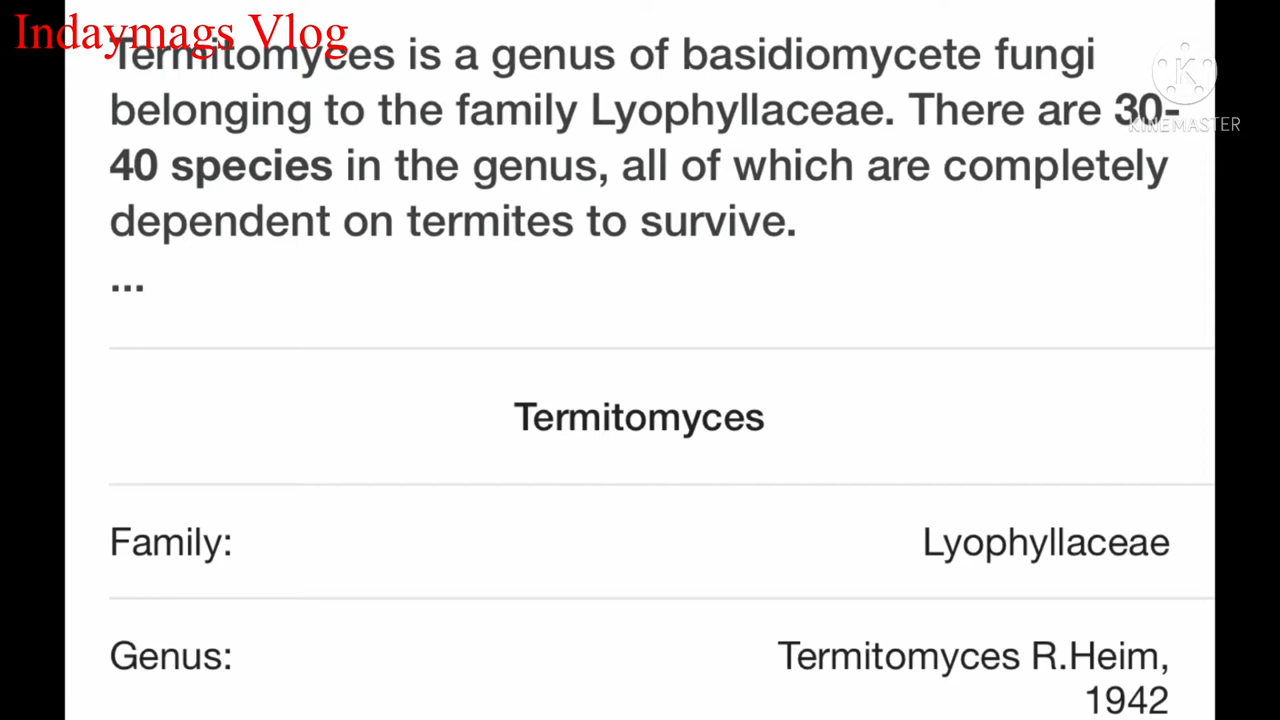 Indaymags Vlog
Termitomyces is a genus of basidiomycete fungi
belonging to the family Lyophyllaceae. There are 30-
40 species in the genus, all of which are completely
dependent on termites to survive.
...
K
KINEMASTER
Termitomyces
Family: Lyophyllaceae
Genus: Termitomyces R.Heim,
1942